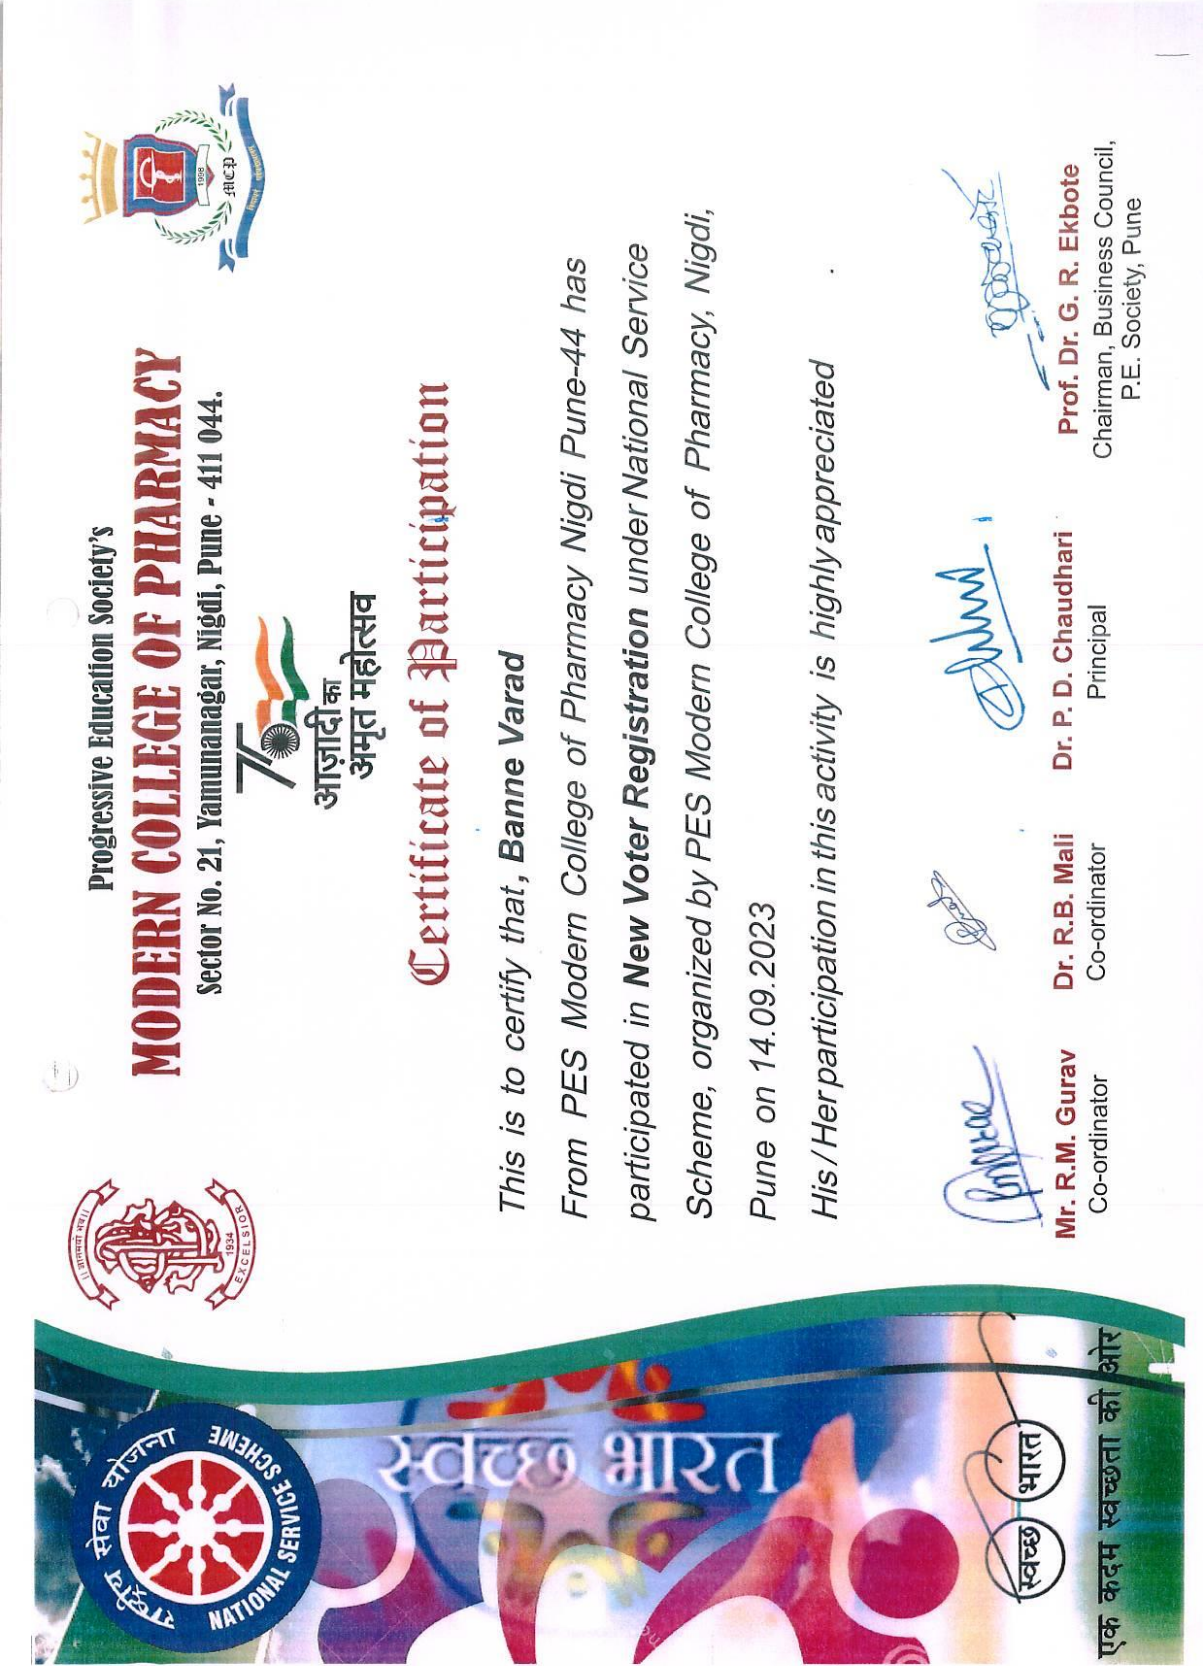 राष्ट्रीय सेवा योजना
NATIONAL SERVICE SCHEME
स्वच्छ भारत
स्वच्छ भारत
एक कदम स्वच्छता की ओर
।। ज्ञानमयो भव।।
1934
EXCELSIOR
Progressive Education Society's
MODERN COLLEGE OF PHARMACY
Sector No. 21, Yamunanagar, Nigdi, Pune - 411 044.
1998
MCP
75
आज़ादी का
अमृत महोत्सव
Certificate of Participation
This is to certify that, Banne Varad
From PES Modern College of Pharmacy Nigdi Pune-44 has
participated in New Voter Registration under National Service
Scheme, organized by PES Modern College of Pharmacy, Nigdi,
Pune on 14.09.2023
His/Her participation in this activity is highly appreciated
Mr. R.M. Gurav
Co-ordinator
Dr. R.B. Mali
Co-ordinator
Dr. P. D. Chaudhari
Principal
Prof. Dr. G. R. Ekbote
Chairman, Business Council,
P.E. Society, Pune